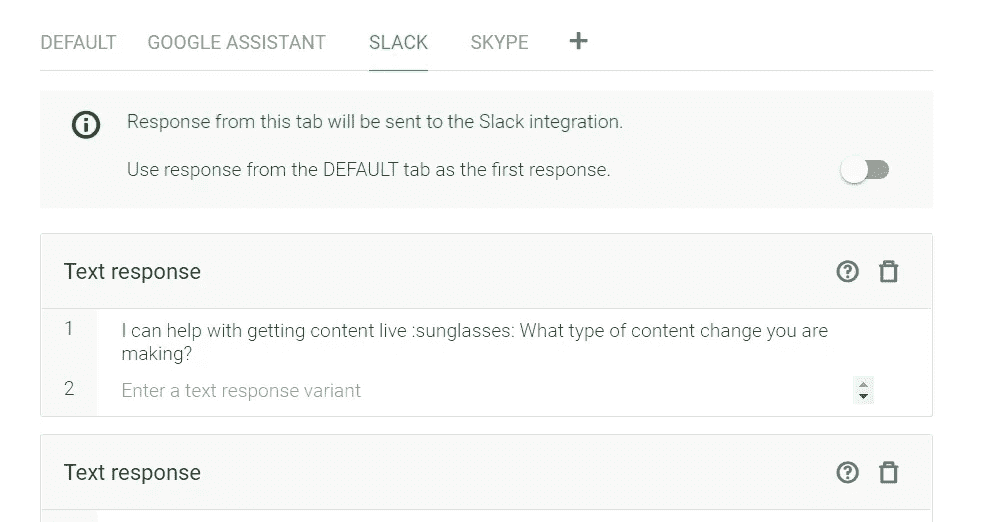 DEFAULT GOOGLE ASSISTANT SLACK SKYPE +
Response from this tab will be sent to the Slack integration.
Use response from the DEFAULT tab as the first response.
Text response
1 I can help with getting content live :sunglasses: What type of content change you are
making?
2 Enter a text response variant
Text response